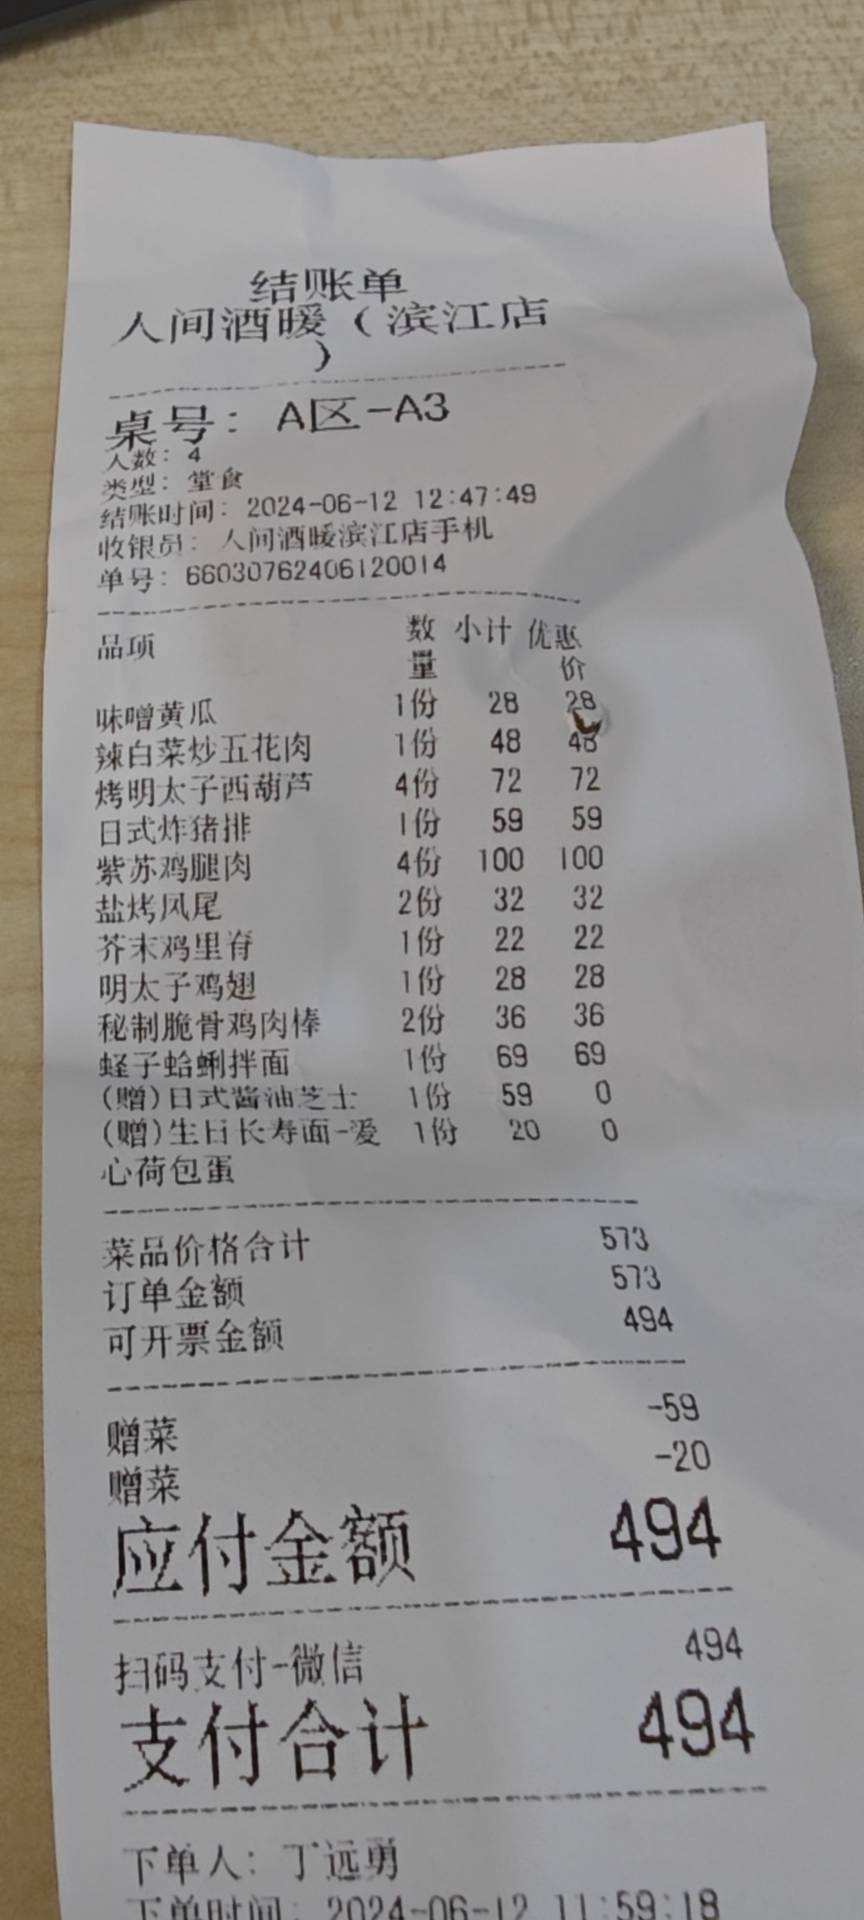 结账单
人间酒暖（滨江店
）
桌号：A区-A3
人数：4
类型：堂食
结账时间：2024-06-12 12:47:49
收银员：人间酒暖滨江店手机
单号：66030762406120014
品项 数量 小计 优惠价
味噌黄瓜 1份 28 28
辣白菜炒五花肉 1份 48 48
烤明太子西葫芦 4份 72 72
日式炸猪排 1份 59 59
紫苏鸡腿肉 4份 100 100
盐烤凤尾 2份 32 32
芥末鸡里脊 1份 22 22
明太子鸡翅 1份 28 28
秘制脆骨鸡肉棒 2份 36 36
蛏子蛤蜊拌面 1份 69 69
(赠)日式酱油芝士 1份 59 0
(赠)生日长寿面-爱 1份 20 0
心荷包蛋
菜品价格合计 573
订单金额 573
可开票金额 494
赠菜 -59
赠菜 -20
应付金额 494
扫码支付-微信 494
支付合计 494
下单人：丁远勇
下单时间：2024-06-12 11:59:18